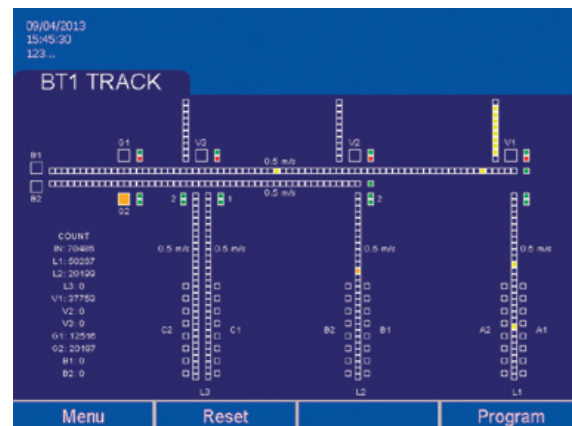 09/04/2013
15:45:30
123...
BT1 TRACK
G1
V3
V2
V1
B1
0.5 m/s
B2
0.5 m/s
G2
2
1
2
COUNT
IN: 70485
L1: 50287
L2: 20199
L3: 0
V1: 37759
V2: 0
V3: 0
G1: 12516
G2: 20197
B1: 0
B2: 0
0.5 m/s
0.5 m/s
0.5 m/s
0.5 m/s
C2
C1
B2
B1
A2
A1
L3
L2
L1
Menu
Reset
Program